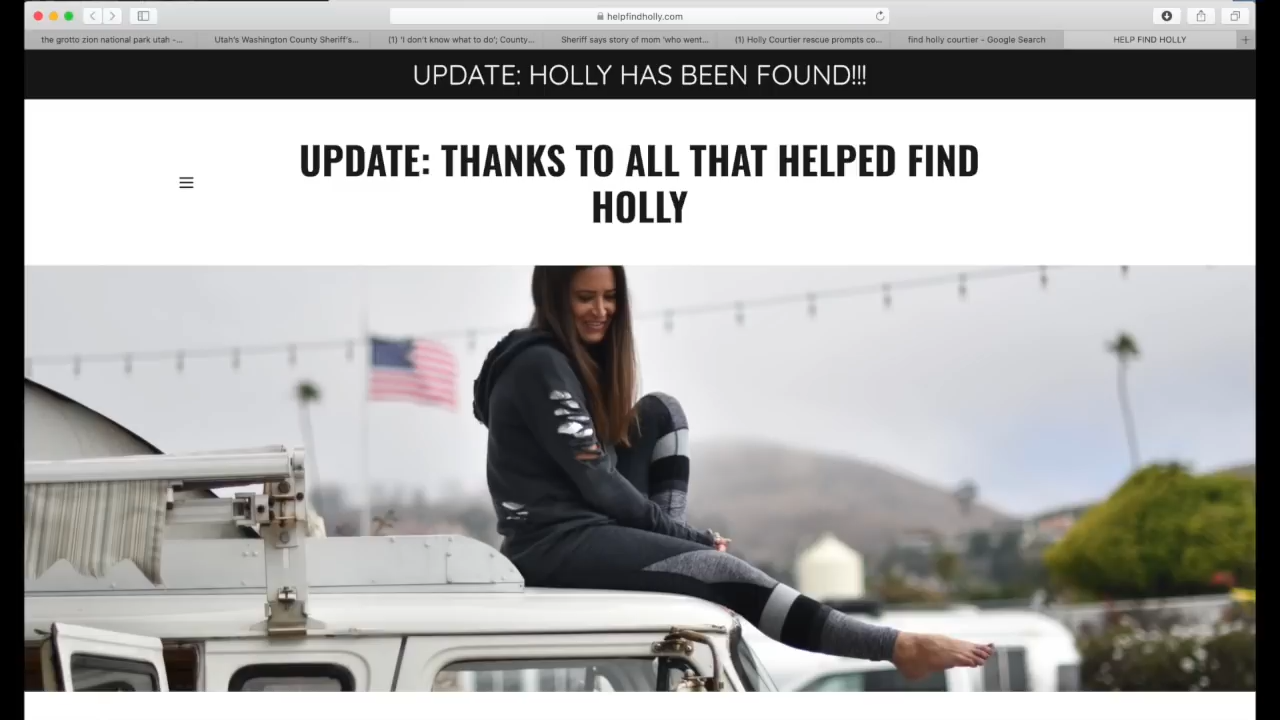 helpfindholly.com
the grotto zion national park utah -...
Utah's Washington County Sheriff's...
(1) 'I don't know what to do'; County...
Sheriff says story of mom 'who went...
(1) Holly Courtier rescue prompts co...
find holly courtier - Google Search
HELP FIND HOLLY
UPDATE: HOLLY HAS BEEN FOUND!!!
UPDATE: THANKS TO ALL THAT HELPED FIND
HOLLY